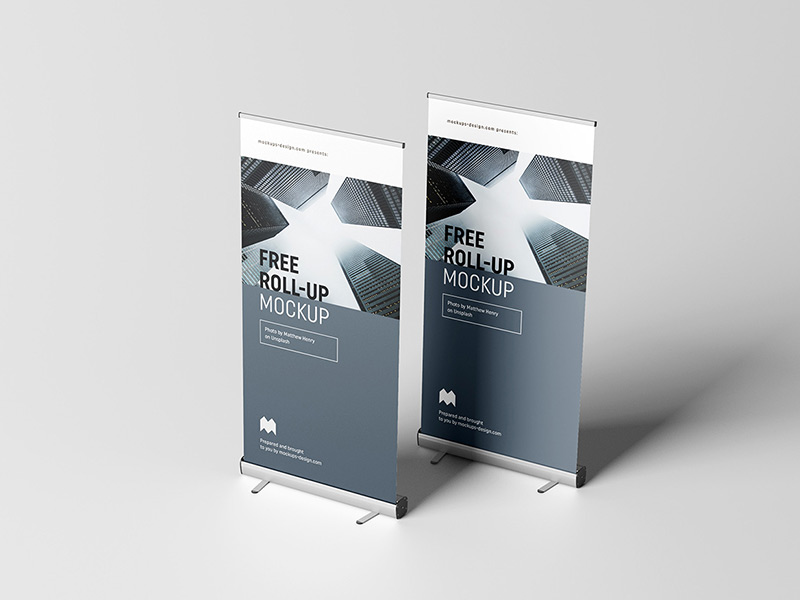 mockups-design.com presents:
FREE
ROLL-UP
MOCKUP
Photo by Matthew Henry
on Unsplash
Prepared and brought
to you by mockups-design.com
mockups-design.com presents:
FREE
ROLL-UP
MOCKUP
Photo by Matthew Henry
on Unsplash
Prepared and brought
to you by mockups-design.com